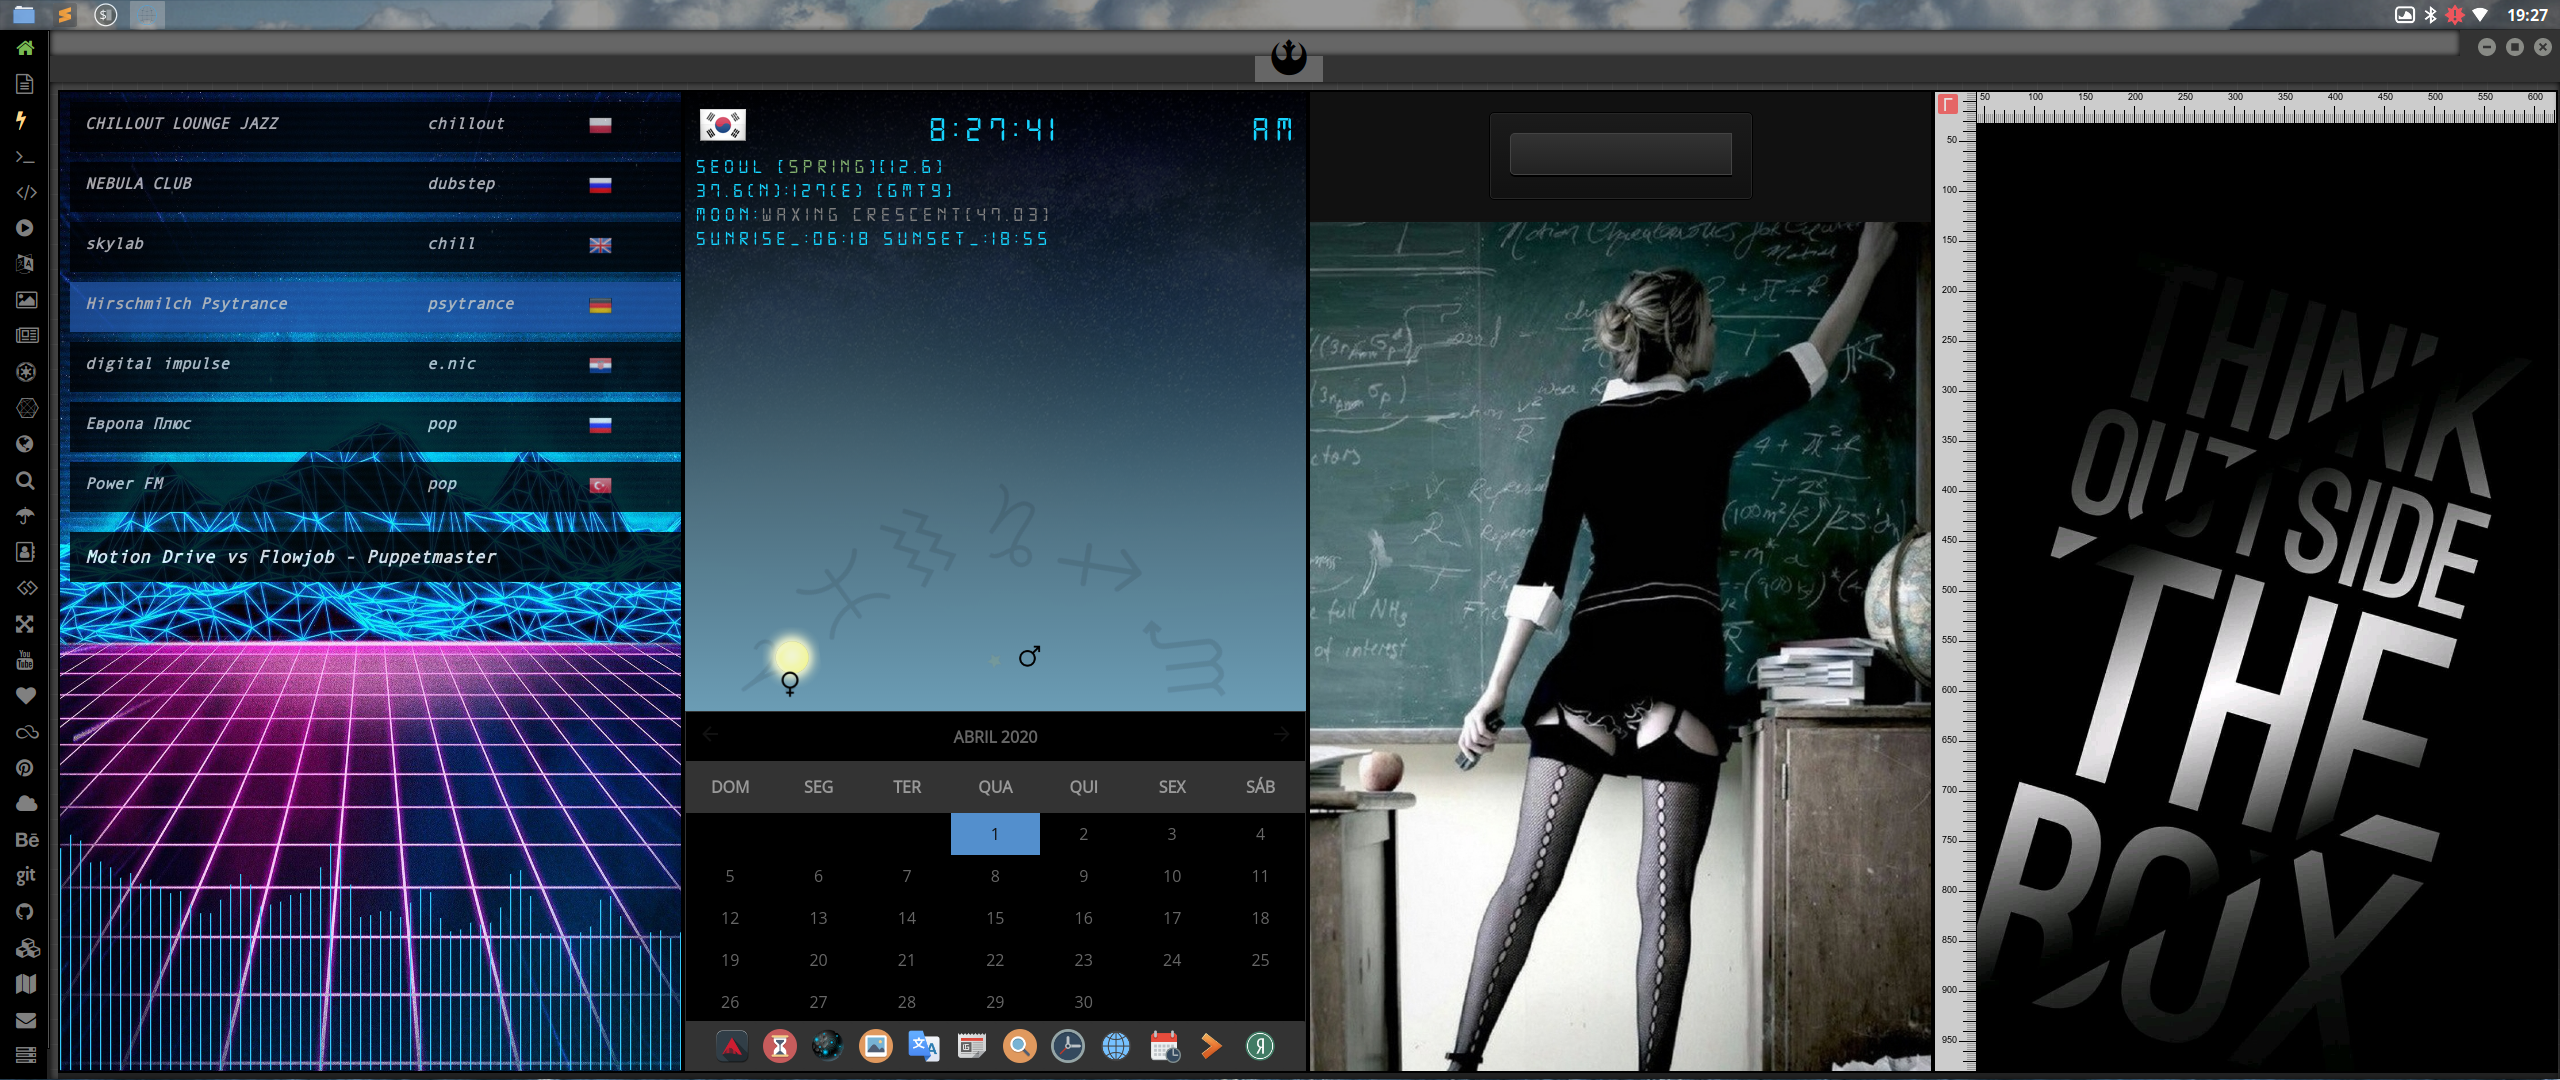 19:27
CHILLOUT LOUNGE JAZZ chillout
NEBULA CLUB dubstep
skylab chill
Hirschmilch Psytrance psytrance
digital impulse e.nic
Европа Плюс pop
Power FM pop
Motion Drive vs Flowjob - Puppetmaster
You
Tube
Bē
git
8:27:41 AM
SEOUL [SPRING][12.6]
37.6(N):127(E) [GMT9]
MOON:WAXING CRESCENT[47.03]
SUNRISE_:06:18 SUNSET_:18:55
ABRIL 2020
DOM SEG TER QUA QUI SEX SÁB
1 2 3 4
5 6 7 8 9 10 11
12 13 14 15 16 17 18
19 20 21 22 23 24 25
26 27 28 29 30
of interest
50 100 150 200 250 300 350 400 450 500 550 600
50
100
150
200
250
300
350
400
450
500
550
600
650
700
750
800
850
900
950
THINK
OUTSIDE
THE
BOX